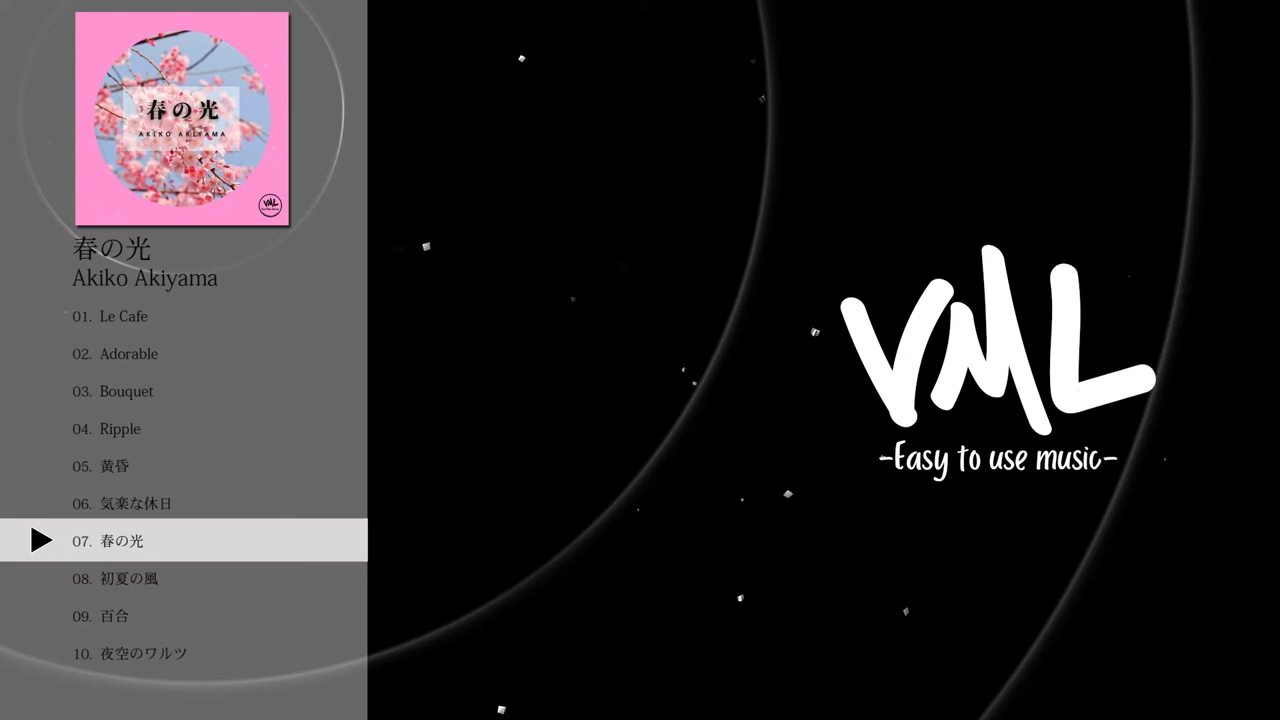 春の光
AKIKO AKIYAMA
VML
春の光
Akiko Akiyama
01. Le Cafe
02. Adorable
03. Bouquet
04. Ripple
05. 黄昏
06. 気楽な休日
07. 春の光
08. 初夏の風
09. 百合
10. 夜空のワルツ
VML
-Easy to use music-